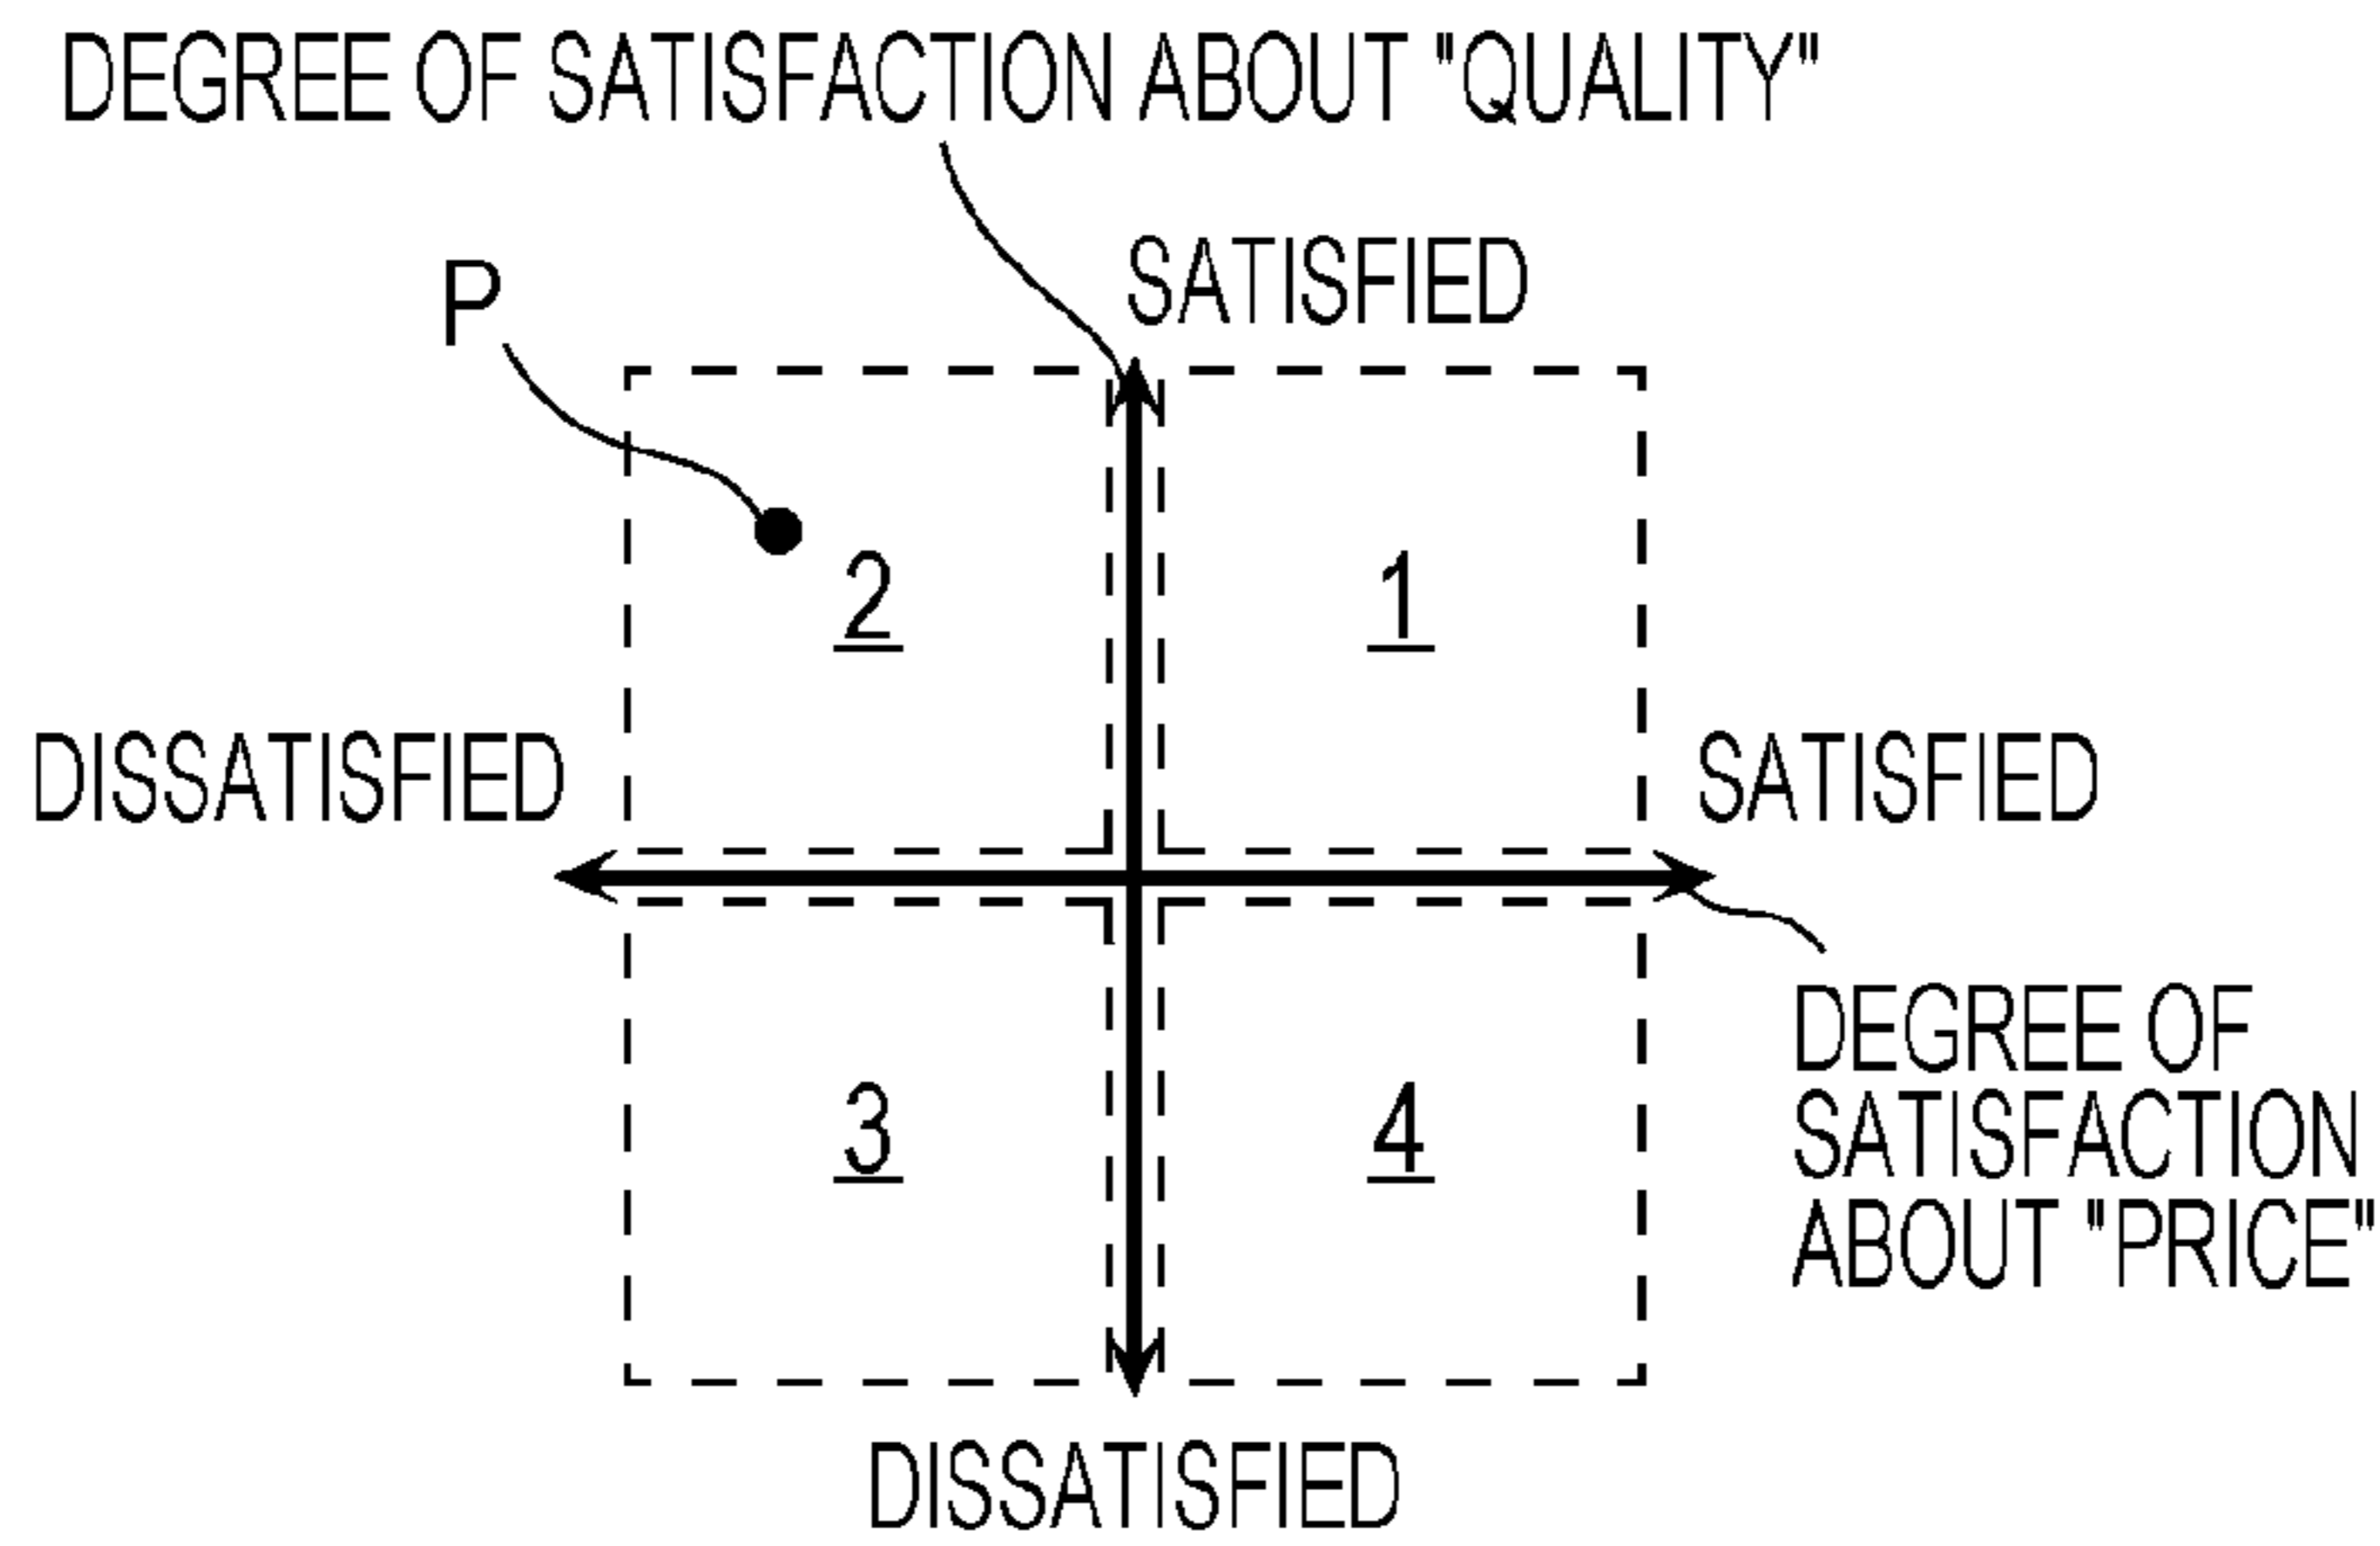 DEGREE OF SATISFACTION ABOUT "QUALITY"
SATISFIED
P
2
1
DISSATISFIED
SATISFIED
3
4
DEGREE OF
SATISFACTION
ABOUT "PRICE"
DISSATISFIED